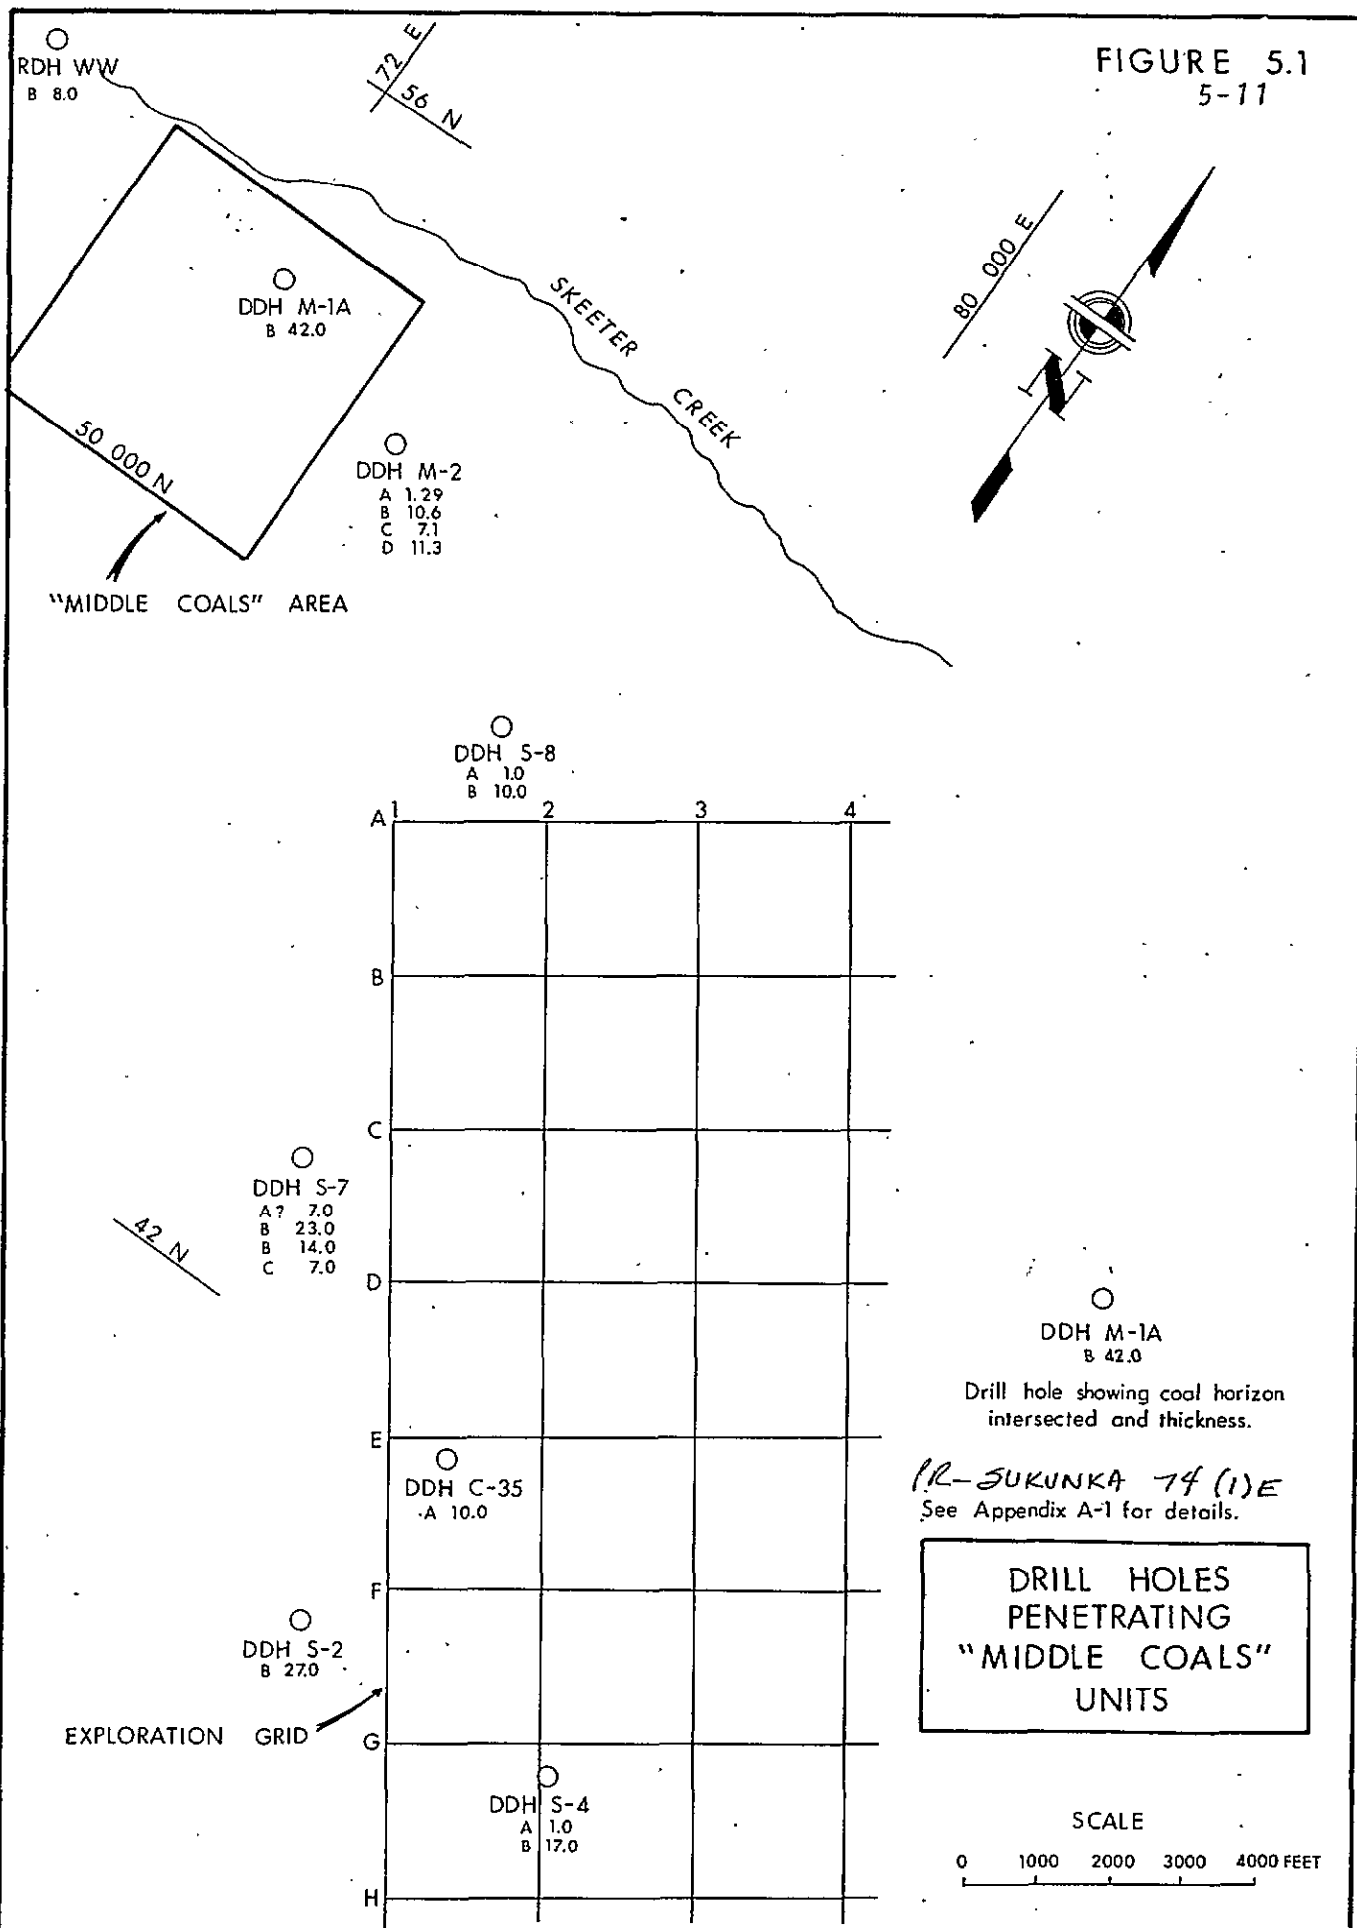 FIGURE 5.1
5-11
RDH WW
B 8.0
72 E
56 N
80 000 E
N
DDH M-1A
B 42.0
SKEETER CREEK
50 000 N
DDH M-2
A 1.29
B 10.6
C 7.1
D 11.3
"MIDDLE COALS" AREA
DDH S-8
A 1.0
B 10.0
1 2 3 4
A
B
C
DDH S-7
A? 7.0
B 23.0
B 14.0
C 7.0
42 N
D
DDH M-1A
B 42.0
Drill hole showing coal horizon
intersected and thickness.
E
DDH C-35
A 10.0
PR-SUKUNKA 74 (1)E
See Appendix A-1 for details.
DRILL HOLES
PENETRATING
"MIDDLE COALS"
UNITS
F
DDH S-2
B 27.0
EXPLORATION GRID
G
DDH S-4
A 1.0
B 17.0
H
SCALE
0 1000 2000 3000 4000 FEET